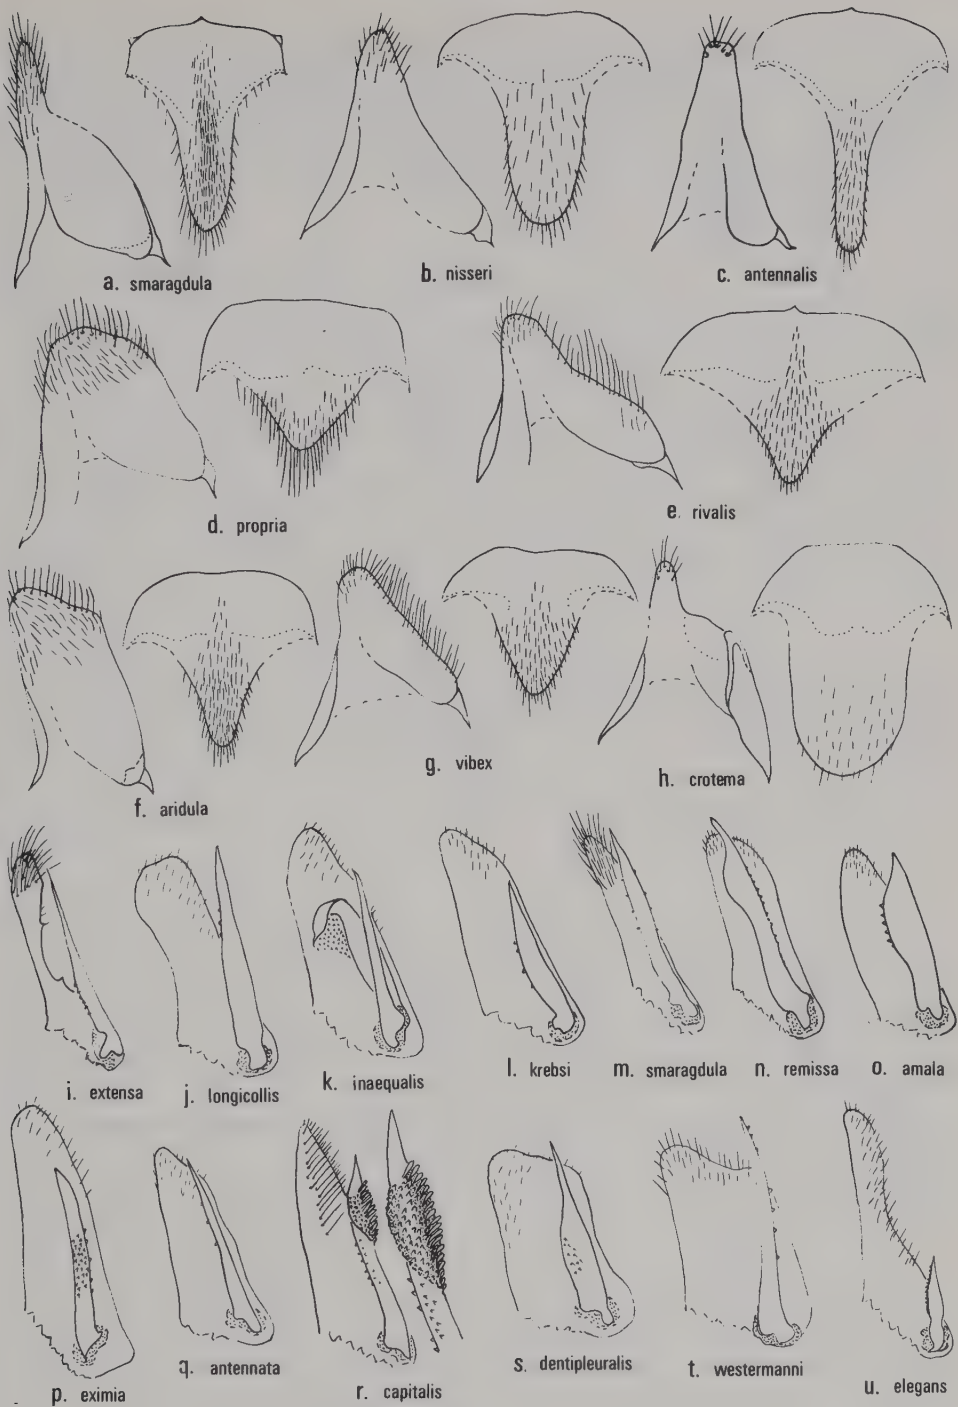 a. smaragdula
b. nisseri
c. antennalis
d. propria
e. rivalis
f. aridula
g. vibex
h. crotema
i. extensa
j. longicollis
k. inaequalis
l. krebsi
m. smaragdula
n. remissa
o. amala
p. eximia
q. antennata
r. capitalis
s. dentipleuralis
t. westermanni
u. elegans